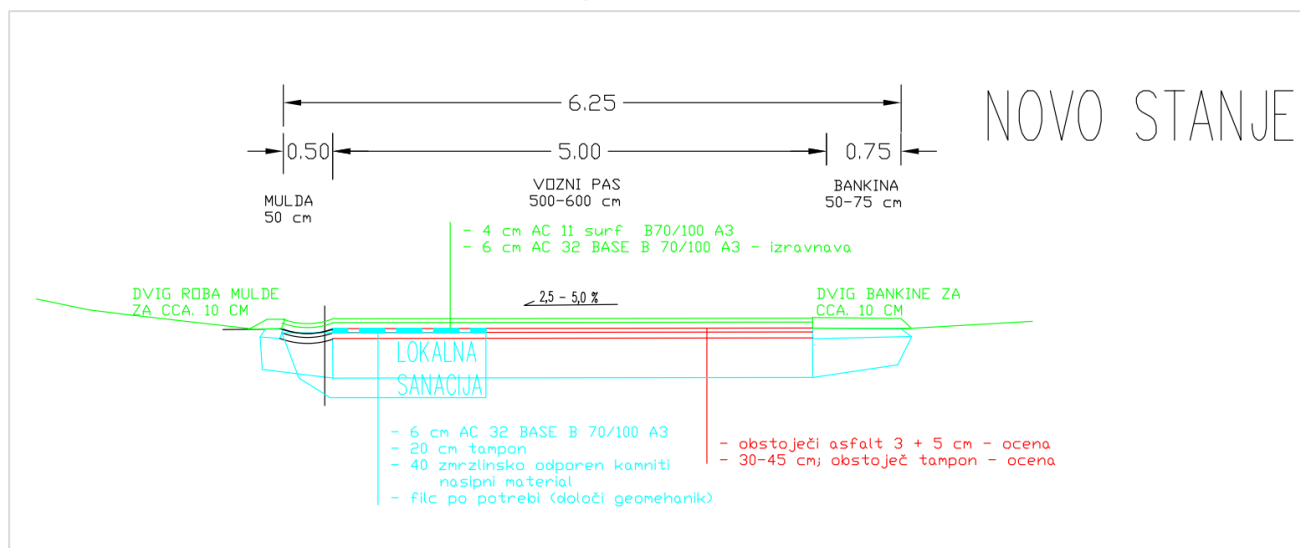 NOVO STANJE
6.25
0.50
5.00
0.75
MULDA
50 cm
VOZNI PAS
500-600 cm
BANKINA
50-75 cm
- 4 cm AC 11 surf B70/100 A3
- 6 cm AC 32 BASE B 70/100 A3 - izravnava
DVIG ROBA MULDE
ZA CCA. 10 CM
2,5 - 5,0 %
DVIG BANKINE ZA
CCA. 10 CM
LOKALNA
SANACIJA
- 6 cm AC 32 BASE B 70/100 A3
- 20 cm tampon
- 40 zmrzlinsko odporen kamniti
nasipni material
- filc po potrebi (določi geomehanik)
- obstoječi asfalt 3 + 5 cm - ocena
- 30-45 cm; obstoječ tampon - ocena